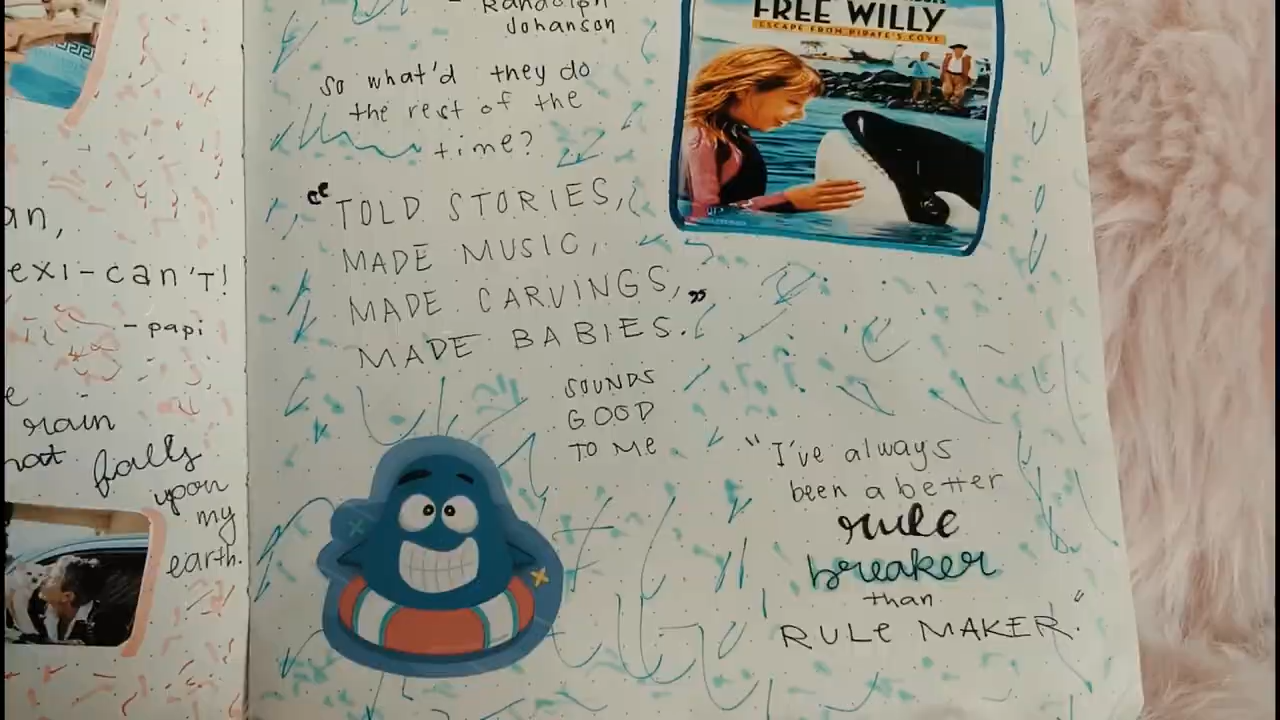 an,
exi-can't!
-papi
e
rain
hat falls
upon
my
earth.
- Randolph
Johanson
So what'd they do
the rest of the
time?
"TOLD STORIES,
MADE MUSIC,
MADE CARVINGS,"
MADE BABIES.
SOUNDS
GOOD
TO Me
FREE WILLY
ESCAPE FROM PIRATE'S COVE
"I've always
been a better
rule
breaker
than
RULe MAKER."